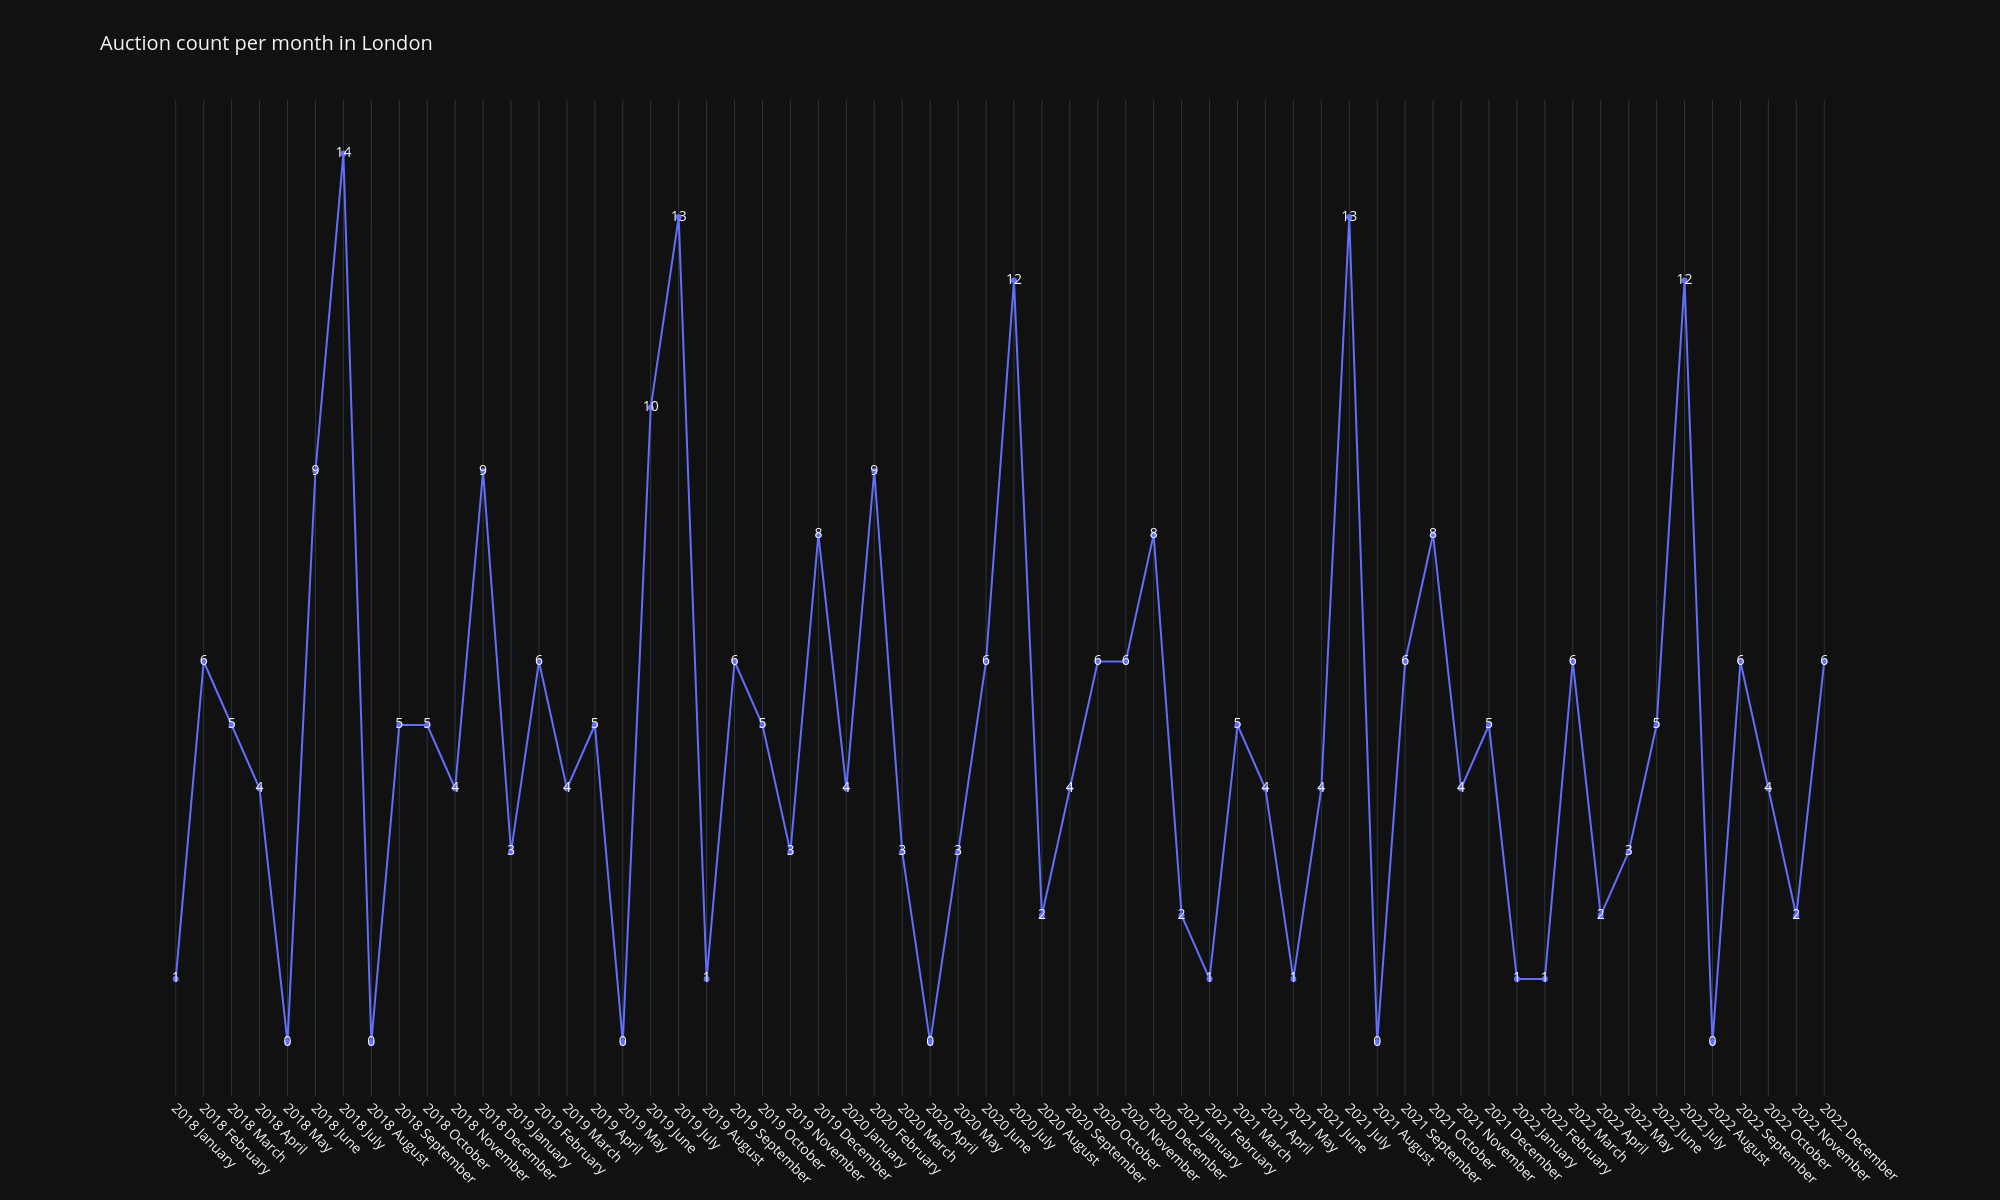 Auction count per month in London
14
13
13
12
12
10
9
9
9
8
8
8
6
6
6
6
6
6
6
6
6
6
5
5
5
5
5
5
5
5
5
4
4
4
4
4
4
4
4
4
3
3
3
3
3
2
2
2
2
1
1
1
1
1
1
0
0
0
0
0
0
2018 January
2018 February
2018 March
2018 April
2018 May
2018 June
2018 July
2018 August
2018 September
2018 October
2018 November
2018 December
2019 January
2019 February
2019 March
2019 April
2019 May
2019 June
2019 July
2019 August
2019 September
2019 October
2019 November
2019 December
2020 January
2020 February
2020 March
2020 April
2020 May
2020 June
2020 July
2020 August
2020 September
2020 October
2020 November
2020 December
2021 January
2021 February
2021 March
2021 April
2021 May
2021 June
2021 July
2021 August
2021 September
2021 October
2021 November
2021 December
2022 January
2022 February
2022 March
2022 April
2022 May
2022 June
2022 July
2022 August
2022 September
2022 October
2022 November
2022 December